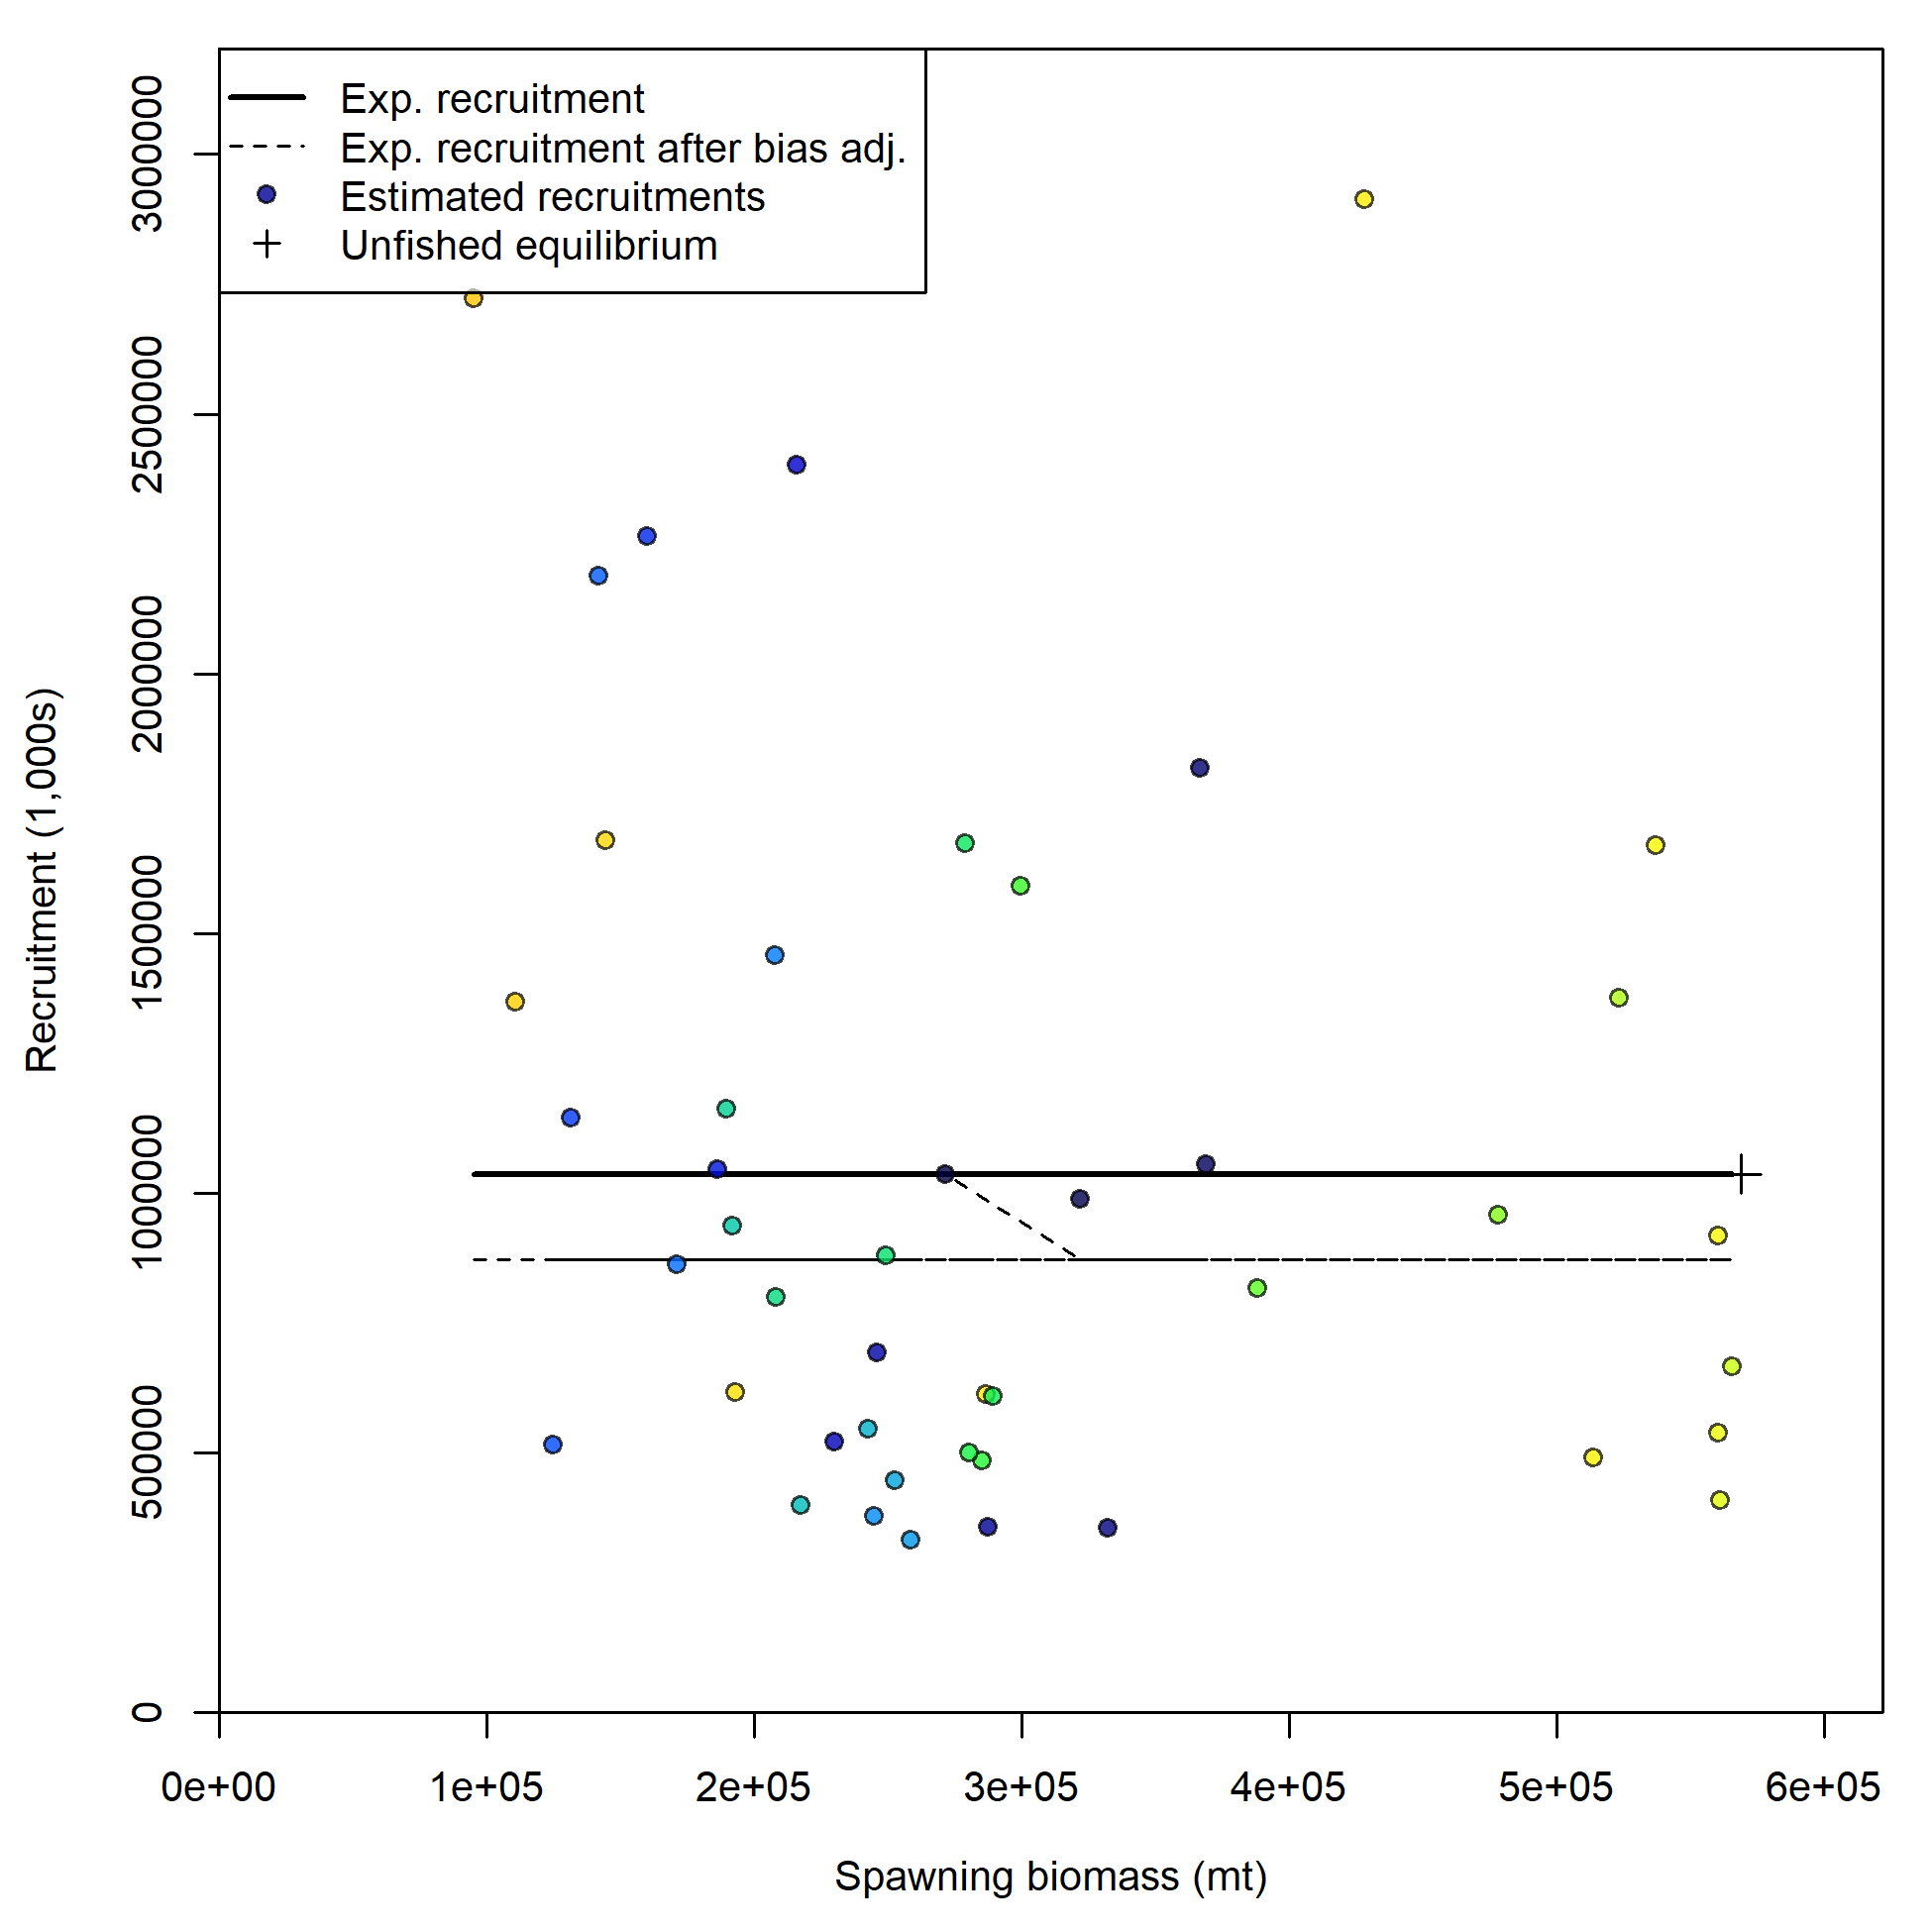 Exp. recruitment
Exp. recruitment after bias adj.
Estimated recruitments
Unfished equilibrium
Recruitment (1,000s)
3000000
2500000
2000000
1500000
1000000
500000
0
0e+00 1e+05 2e+05 3e+05 4e+05 5e+05 6e+05
Spawning biomass (mt)